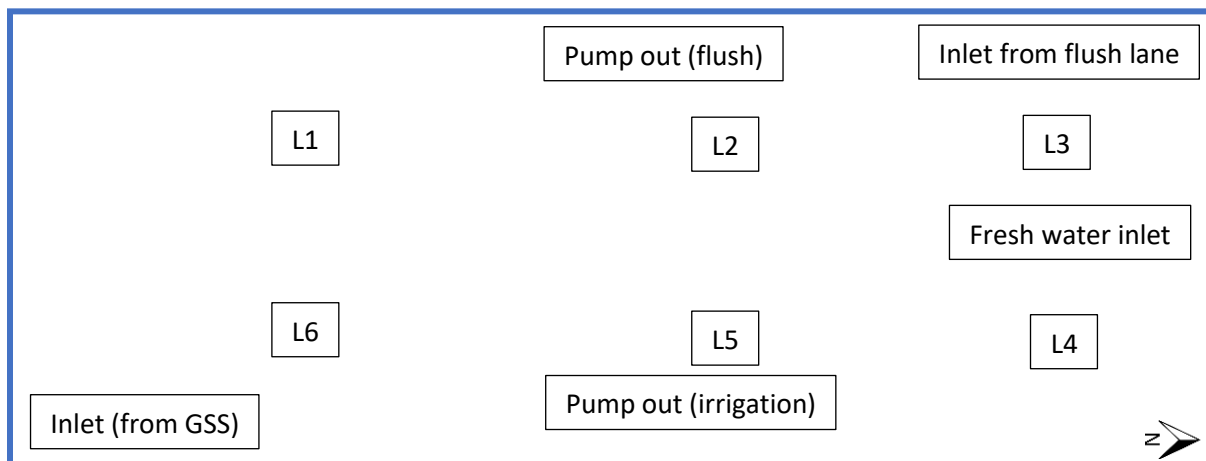 Pump out (flush)
Inlet from flush lane
L1
L2
L3
Fresh water inlet
L6
L5
L4
Inlet (from GSS)
Pump out (irrigation)
N